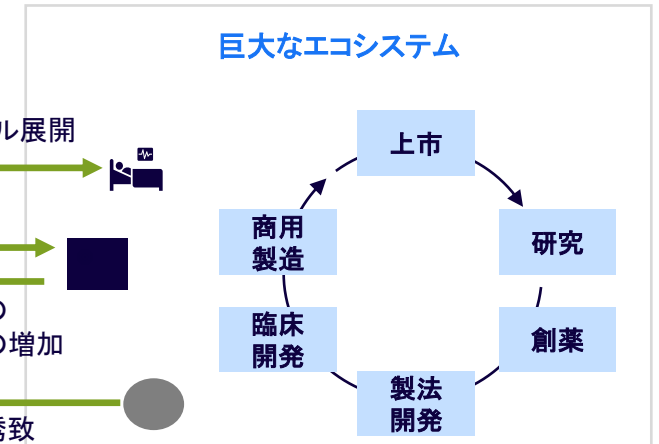 巨大なエコシステム
ル展開
上市
商用
製造
研究
の
の増加
臨床
開発
創薬
製法
開発
誘致